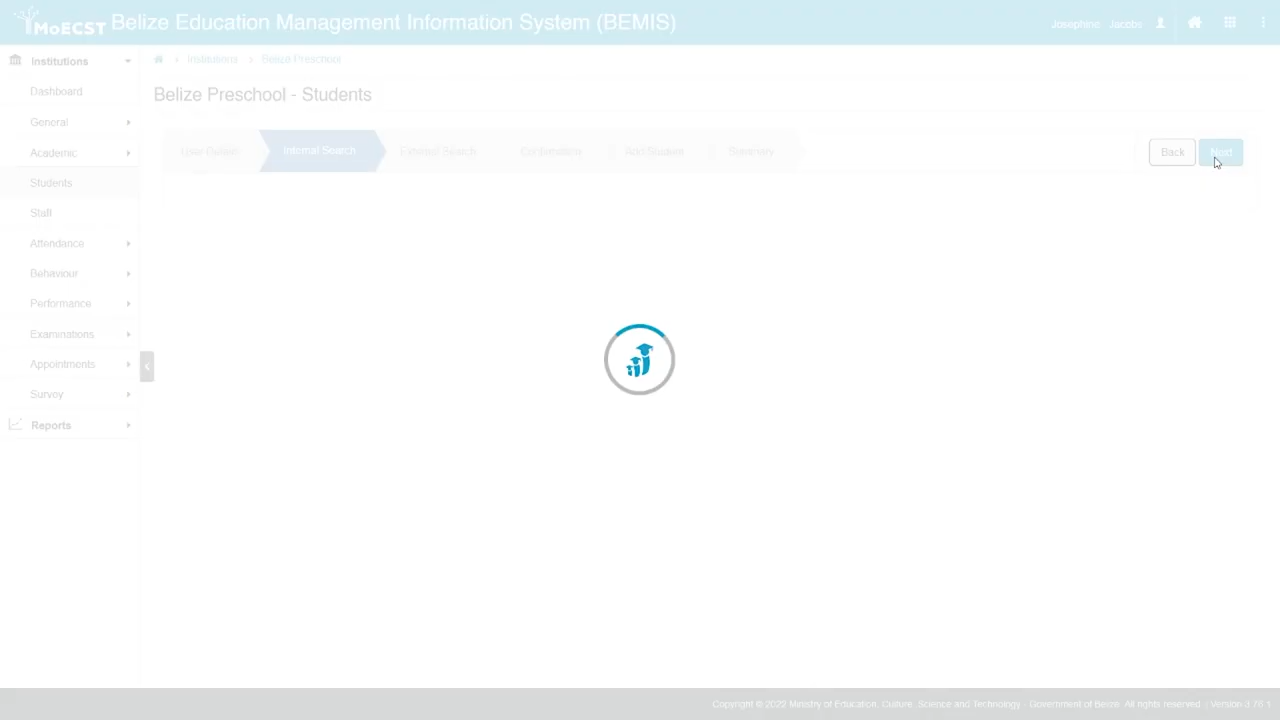 MoECST Belize Education Management Information System (BEMIS)
Josephine Jacobs
Institutions
Dashboard
General
Academic
Students
Staff
Attendance
Behaviour
Performance
Examinations
Appointments
Survey
Reports
Institutions
Belize Preschool
Belize Preschool - Students
User Details
Internal Search
External Search
Confirmation
Add Student
Summary
Back
Next
Copyright © 2022 Ministry of Education, Culture, Science and Technology - Government of Belize. All rights reserved. | Version 3.76.1